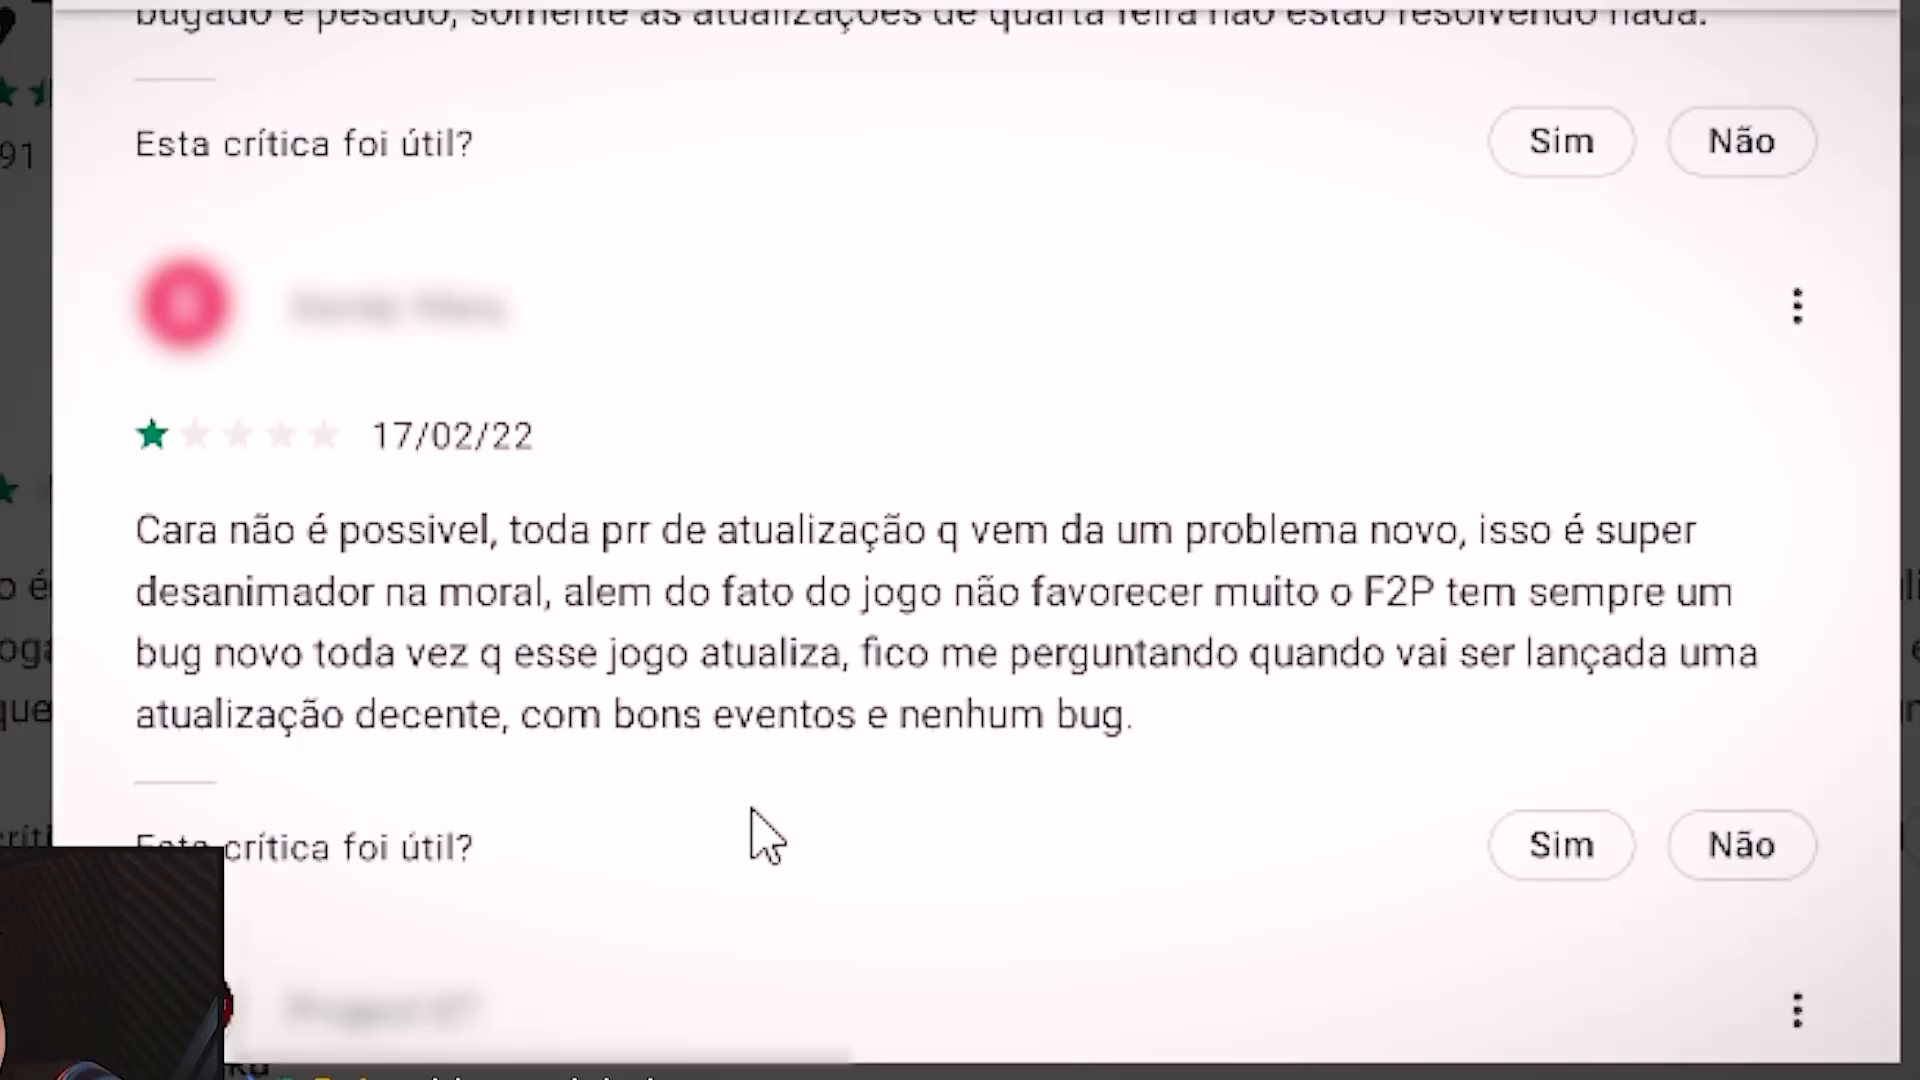 bugado e pesado, somente as atualizações de quarta feira não estão resolvendo nada.
Esta crítica foi útil?
Sim
Não
91
17/02/22
Cara não é possivel, toda prr de atualização q vem da um problema novo, isso é super
desanimador na moral, alem do fato do jogo não favorecer muito o F2P tem sempre um
bug novo toda vez q esse jogo atualiza, fico me perguntando quando vai ser lançada uma
atualização decente, com bons eventos e nenhum bug.
Esta crítica foi útil?
Sim
Não